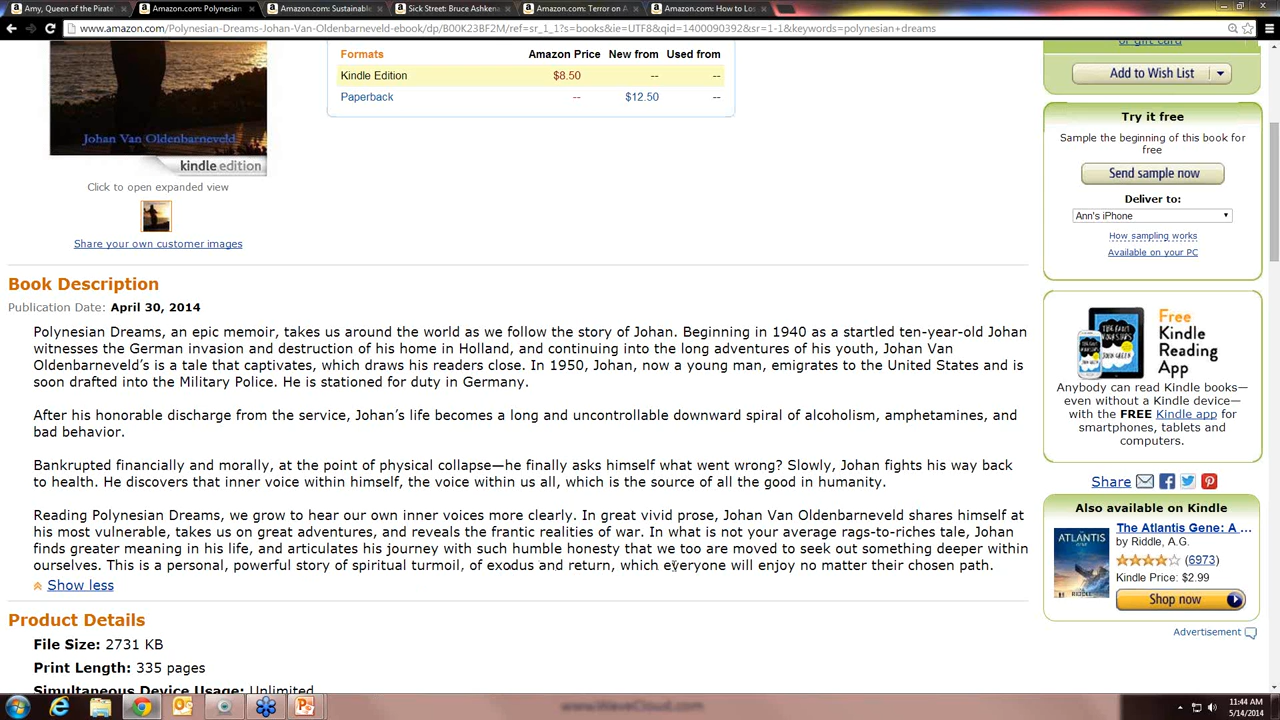 Amy, Queen of the Pirate
Amazon.com: Polynesian
Amazon.com: Sustainable
Sick Street: Bruce Ashkena
Amazon.com: Terror on A
Amazon.com: How to Los
www.amazon.com/Polynesian-Dreams-Johan-Van-Oldenbarneveld-ebook/dp/B00K23BF2M/ref=sr_1_1?s=books&ie=UTF8&qid=1400092392&sr=1-1&keywords=polynesian+dreams
Johan Van Oldenbarneveld
kindle edition
Click to open expanded view
Share your own customer images
Formats Amazon Price New from Used from
Kindle Edition $8.50 -- --
Paperback -- $12.50 --
or gift card
Add to Wish List
Try it free
Sample the beginning of this book for
free
Send sample now
Deliver to:
Ann's iPhone
How sampling works
Available on your PC
Book Description
Publication Date: April 30, 2014
Polynesian Dreams, an epic memoir, takes us around the world as we follow the story of Johan. Beginning in 1940 as a startled ten-year-old Johan
witnesses the German invasion and destruction of his home in Holland, and continuing into the long adventures of his youth, Johan Van
Oldenbarneveld's is a tale that captivates, which draws his readers close. In 1950, Johan, now a young man, emigrates to the United States and is
soon drafted into the Military Police. He is stationed for duty in Germany.
After his honorable discharge from the service, Johan's life becomes a long and uncontrollable downward spiral of alcoholism, amphetamines, and
bad behavior.
Bankrupted financially and morally, at the point of physical collapse—he finally asks himself what went wrong? Slowly, Johan fights his way back
to health. He discovers that inner voice within himself, the voice within us all, which is the source of all the good in humanity.
Reading Polynesian Dreams, we grow to hear our own inner voices more clearly. In great vivid prose, Johan Van Oldenbarneveld shares himself at
his most vulnerable, takes us on great adventures, and reveals the frantic realities of war. In what is not your average rags-to-riches tale, Johan
finds greater meaning in his life, and articulates his journey with such humble honesty that we too are moved to seek out something deeper within
ourselves. This is a personal, powerful story of spiritual turmoil, of exodus and return, which everyone will enjoy no matter their chosen path.
Show less
Product Details
File Size: 2731 KB
Print Length: 335 pages
Simultaneous Device Usage: Unlimited
Free
Kindle
Reading
App
Anybody can read Kindle books—
even without a Kindle device—
with the FREE Kindle app for
smartphones, tablets and
computers.
Share
Also available on Kindle
ATLANTIS
The Atlantis Gene: A ...
by Riddle, A.G.
(6973)
Kindle Price: $2.99
Shop now
Advertisement
www.WaveCloud.com
11:44 AM
5/14/2014